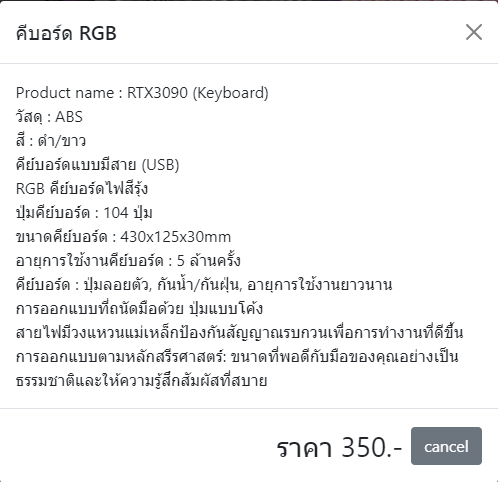 คีบอร์ด RGB
Product name : RTX3090 (Keyboard)
วัสดุ : ABS
สี : ดำ/ขาว
คีย์บอร์ดแบบมีสาย (USB)
RGB คีย์บอร์ดไฟสีรุ้ง
ปุ่มคีย์บอร์ด : 104 ปุ่ม
ขนาดคีย์บอร์ด : 430x125x30mm
อายุการใช้งานคีย์บอร์ด : 5 ล้านครั้ง
คีย์บอร์ด : ปุ่มลอยตัว, กันน้ำ/กันฝุ่น, อายุการใช้งานยาวนาน
การออกแบบที่ถนัดมือด้วย ปุ่มแบบโค้ง
สายไฟมีวงแหวนแม่เหล็กป้องกันสัญญาณรบกวนเพื่อการทำงานที่ดีขึ้น
การออกแบบตามหลักสรีรศาสตร์: ขนาดที่พอดีกับมือของคุณอย่างเป็น
ธรรมชาติและให้ความรู้สึกสัมผัสที่สบาย
ราคา 350.- cancel